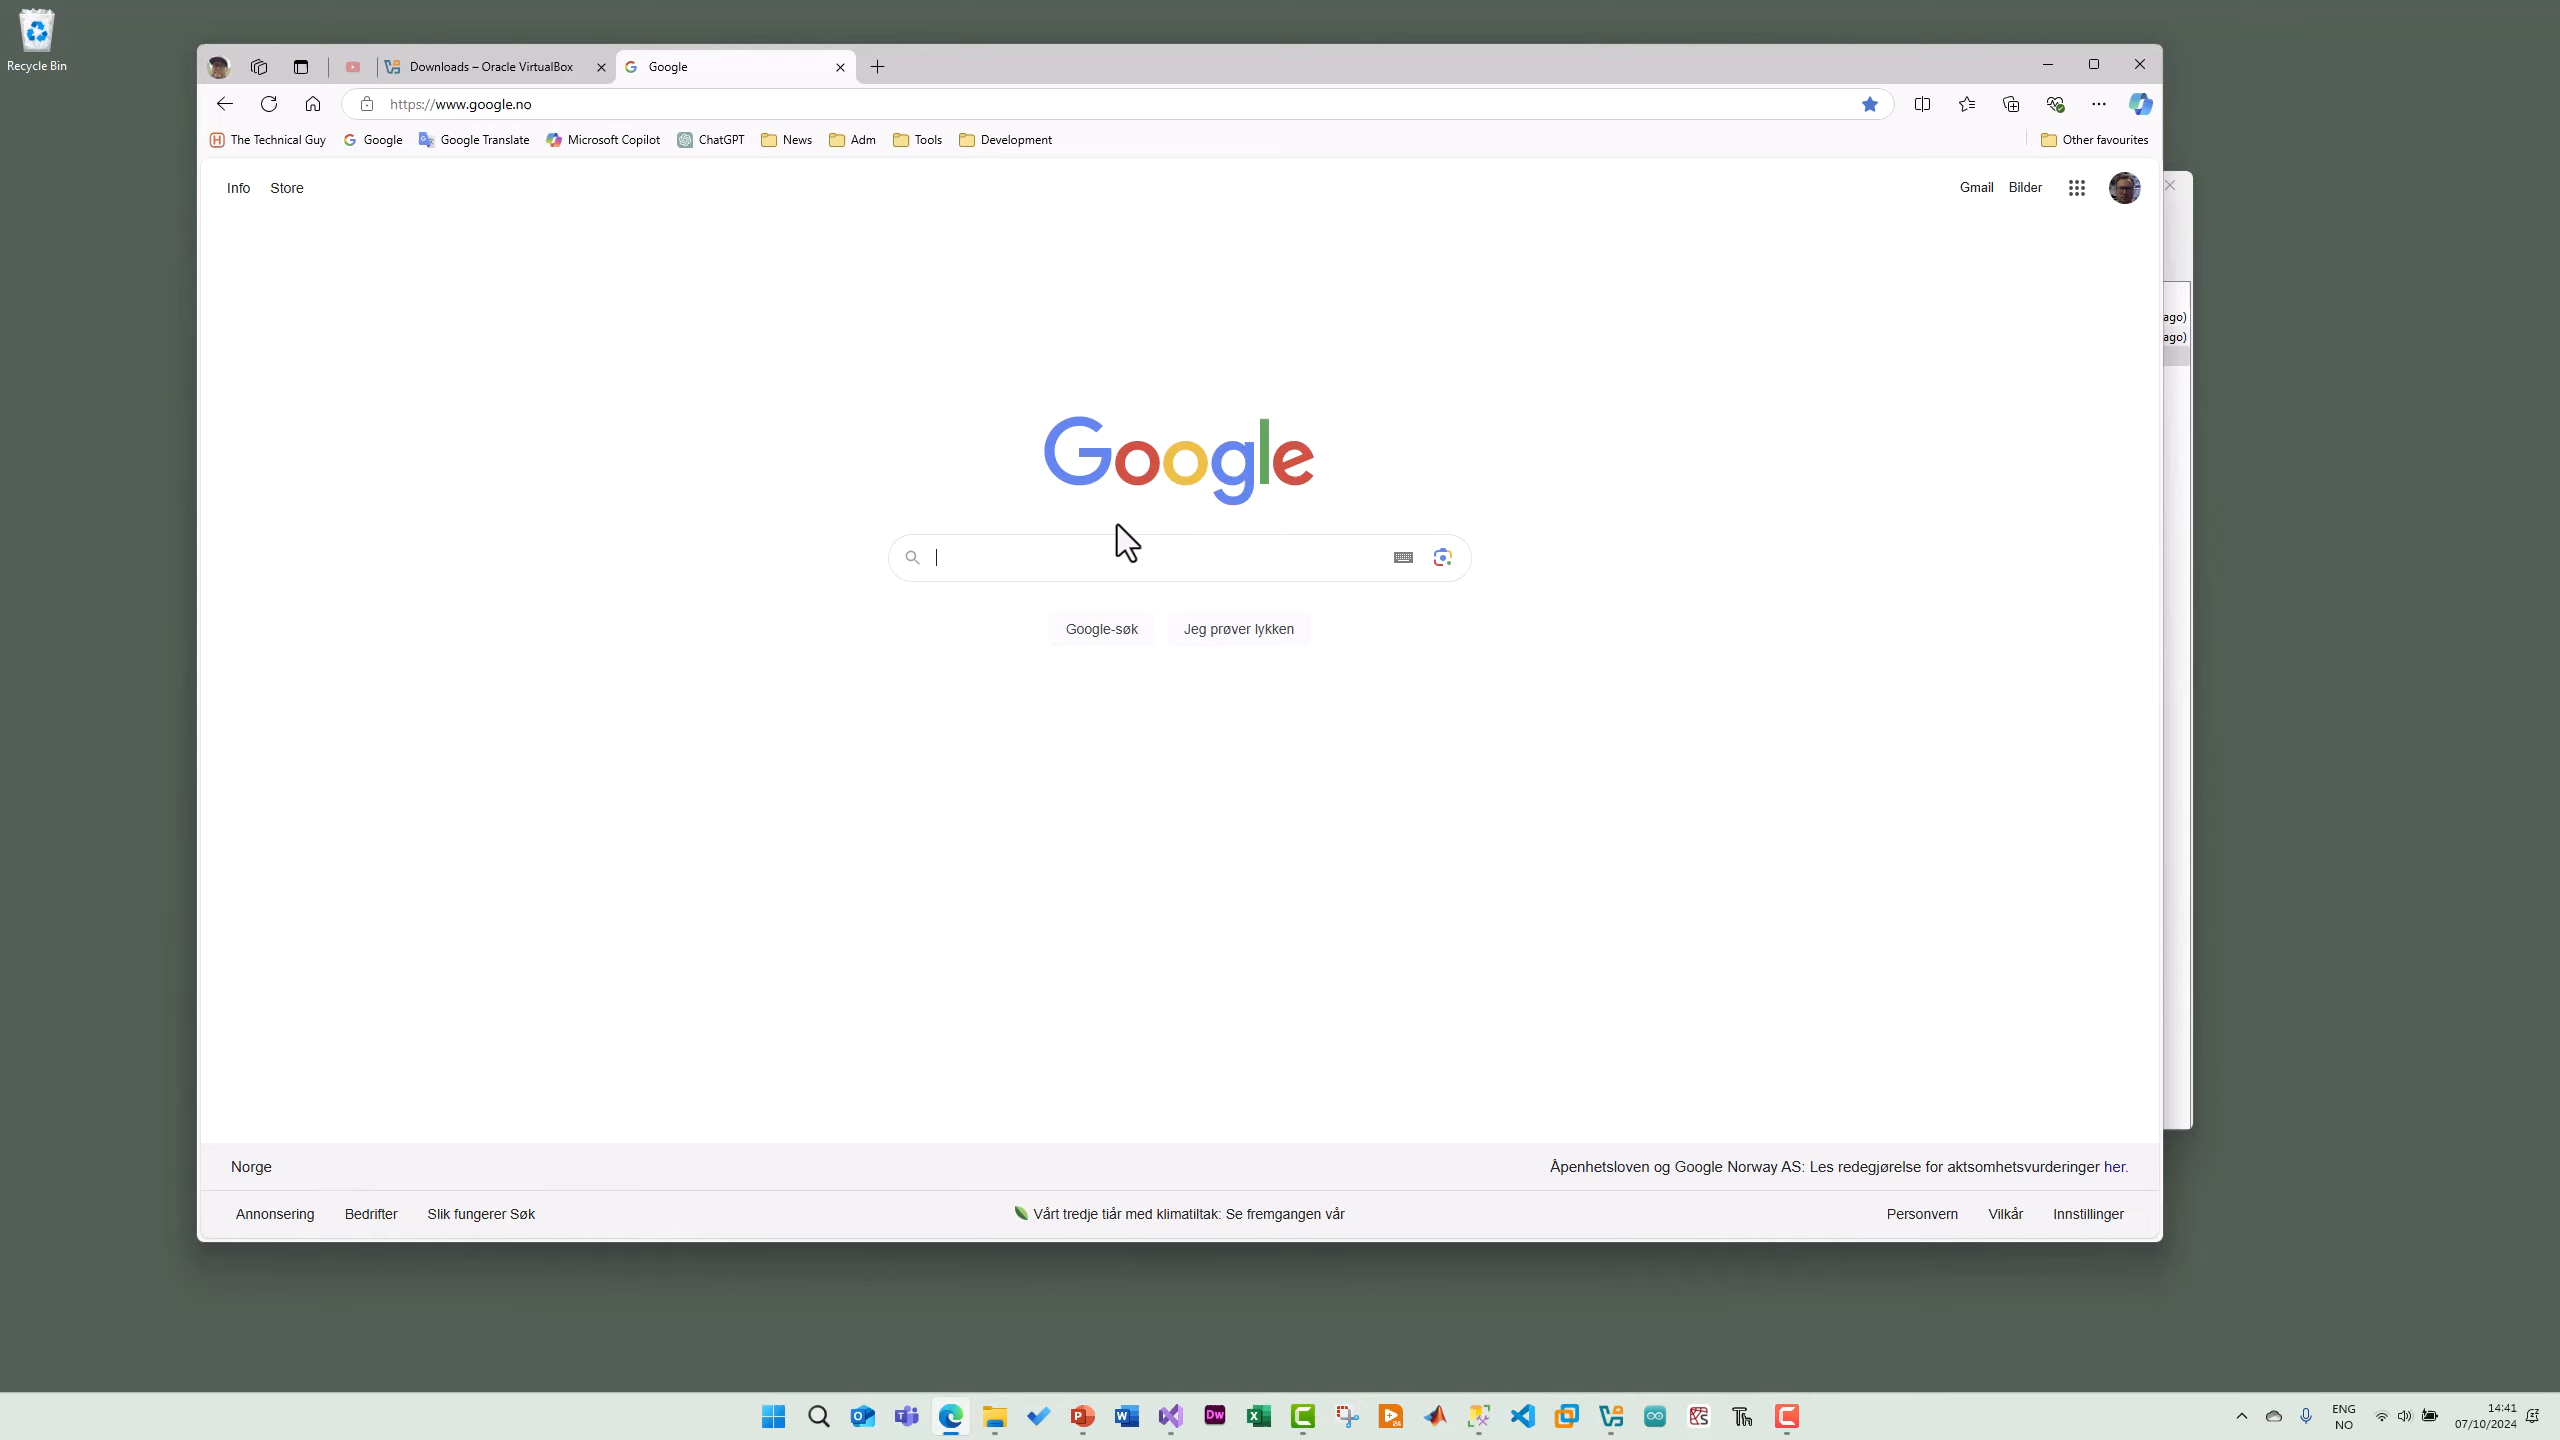 Recycle Bin
Downloads – Oracle VirtualBox
Google
https://www.google.no
The Technical Guy
Google
Google Translate
Microsoft Copilot
ChatGPT
News
Adm
Tools
Development
Other favourites
Info
Store
Gmail
Bilder
ago)
ago)
Google
Google-søk
Jeg prøver lykken
Norge
Åpenhetsloven og Google Norway AS: Les redegjørelse for aktsomhetsvurderinger her.
Annonsering
Bedrifter
Slik fungerer Søk
Vårt tredje tiår med klimatiltak: Se fremgangen vår
Personvern
Vilkår
Innstillinger
Dw
ENG
NO
14:41
07/10/2024